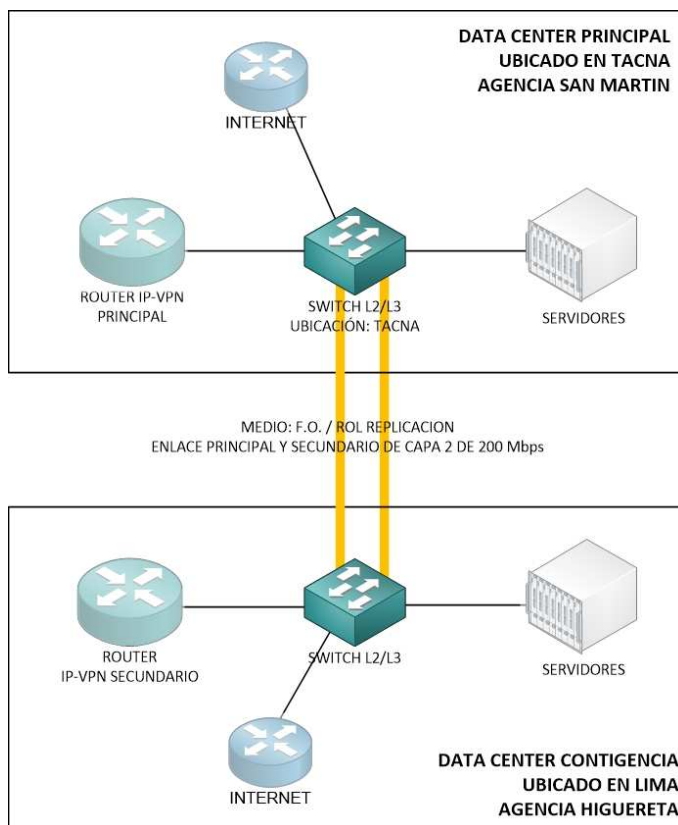 DATA CENTER PRINCIPAL
UBICADO EN TACNA
AGENCIA SAN MARTIN
INTERNET
ROUTER IP-VPN
PRINCIPAL
SWITCH L2/L3
UBICACIÓN: TACNA
SERVIDORES
MEDIO: F.O. / ROL REPLICACION
ENLACE PRINCIPAL Y SECUNDARIO DE CAPA 2 DE 200 Mbps
ROUTER
IP-VPN SECUNDARIO
SWITCH L2/L3
SERVIDORES
INTERNET
DATA CENTER CONTIGENCIA
UBICADO EN LIMA
AGENCIA HIGUERETA